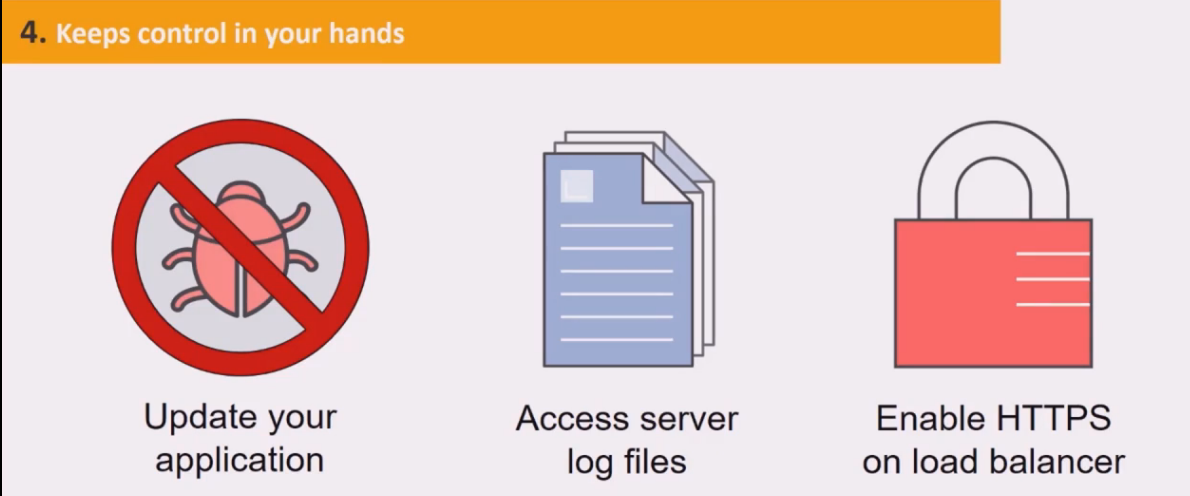 4. Keeps control in your hands
Update your
application
Access server
log files
Enable HTTPS
on load balancer